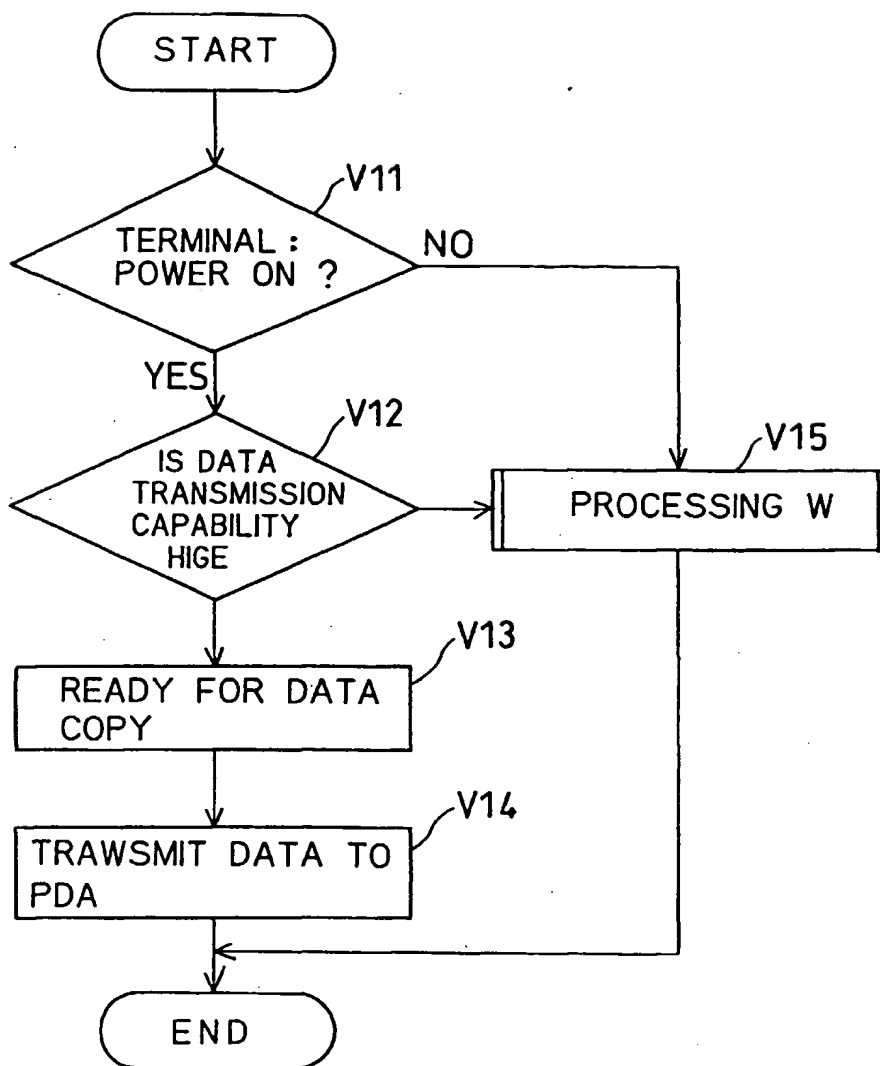 START
V11
TERMINAL :
POWER ON ?
NO
YES
V12
IS DATA
TRANSMISSION
CAPABILITY
HIGE
V15
PROCESSING W
V13
READY FOR DATA
COPY
V14
TRAWSMIT DATA TO
PDA
END